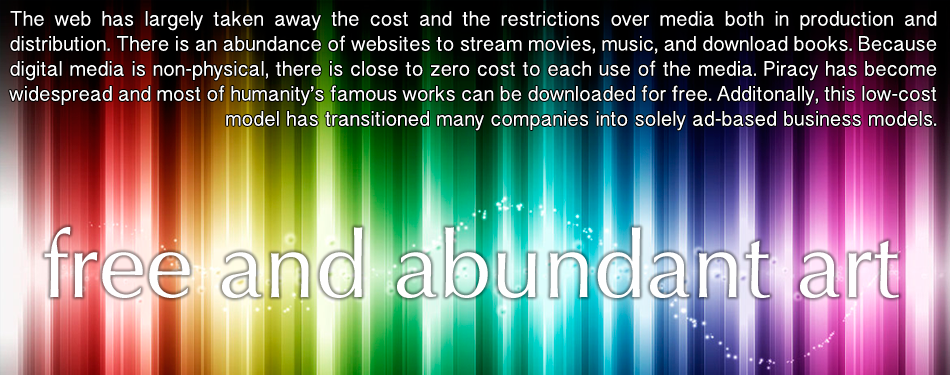 The web has largely taken away the cost and the restrictions over media both in production and
distribution. There is an abundance of websites to stream movies, music, and download books. Because
digital media is non-physical, there is close to zero cost to each use of the media. Piracy has become
widespread and most of humanity's famous works can be downloaded for free. Additonally, this low-cost
model has transitioned many companies into solely ad-based business models.
free and abundant art